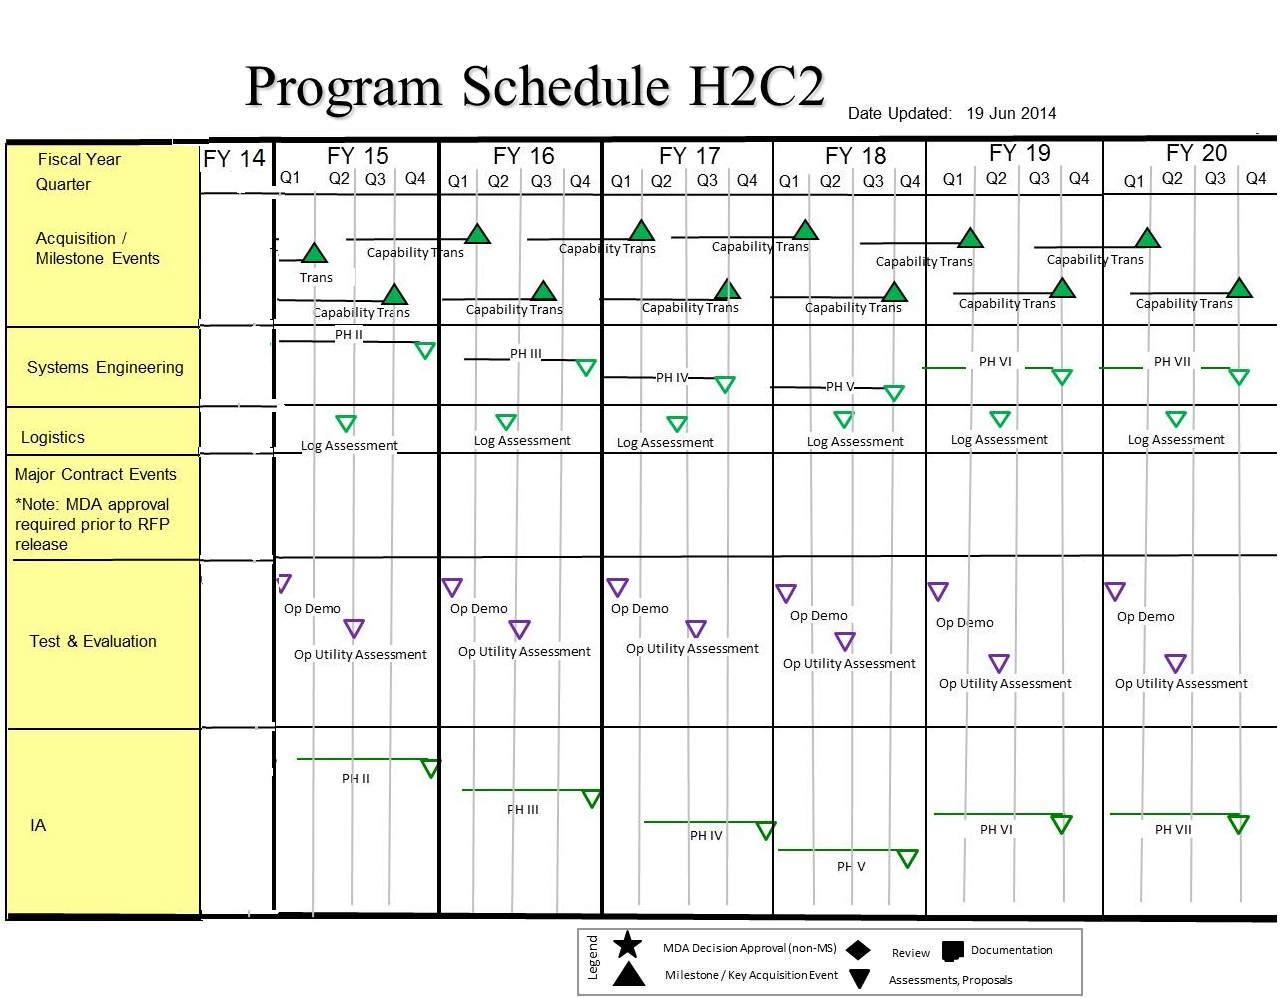 Program Schedule H2C2
Date Updated: 19 Jun 2014
Fiscal Year
Quarter
FY 14
FY 15
FY 16
FY 17
FY 18
FY 19
FY 20
Q1 Q2 Q3 Q4
Q1 Q2 Q3 Q4
Q1 Q2 Q3 Q4
Q1 Q2 Q3 Q4
Q1 Q2 Q3 Q4
Q1 Q2 Q3 Q4
Acquisition /
Milestone Events
Capability Trans
Capability Trans
Capability Trans
Capability Trans
Capability Trans
Trans
Capability Trans
Capability Trans
Capability Trans
Capability Trans
Capability Trans
Capability Trans
Systems Engineering
PH II
PH III
PH IV
PH V
PH VI
PH VII
Logistics
Log Assessment
Log Assessment
Log Assessment
Log Assessment
Log Assessment
Log Assessment
Major Contract Events
*Note: MDA approval
required prior to RFP
release
Test & Evaluation
Op Demo
Op Demo
Op Demo
Op Demo
Op Demo
Op Demo
Op Utility Assessment
Op Utility Assessment
Op Utility Assessment
Op Utility Assessment
Op Utility Assessment
Op Utility Assessment
IA
PH II
PH III
PH IV
PH V
PH VI
PH VII
Legend
MDA Decision Approval (non-MS)
Review
Documentation
Milestone / Key Acquisition Event
Assessments, Proposals